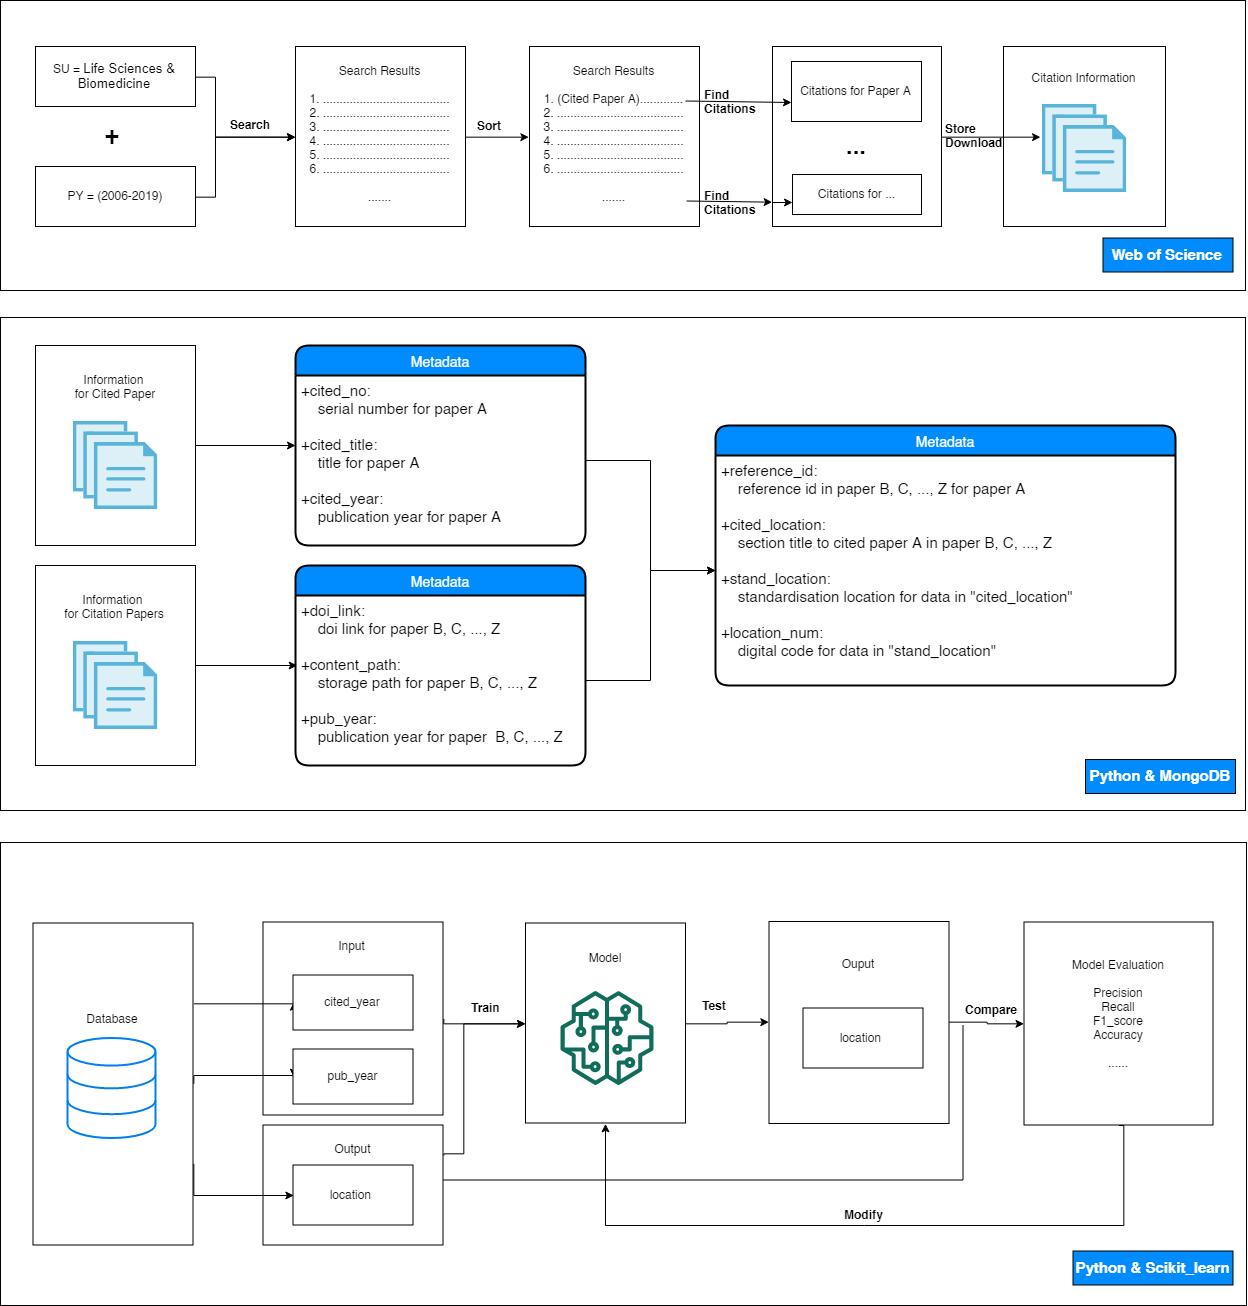 SU = Life Sciences &
Biomedicine
+
PY = (2006-2019)
Search
Search Results
1. ......................................
2. ......................................
3. ......................................
4. ......................................
5. ......................................
6. ......................................
.......
Sort
Search Results
1. (Cited Paper A).............
2. ......................................
3. ......................................
4. ......................................
5. ......................................
6. ......................................
.......
Find
Citations
Find
Citations
Citations for Paper A
...
Citations for ...
Store
Download
Citation Information
Web of Science
Information
for Cited Paper
Metadata
+cited_no:
serial number for paper A
+cited_title:
title for paper A
+cited_year:
publication year for paper A
Information
for Citation Papers
Metadata
+doi_link:
doi link for paper B, C, ..., Z
+content_path:
storage path for paper B, C, ..., Z
+pub_year:
publication year for paper  B, C, ..., Z
Metadata
+reference_id:
reference id in paper B, C, ..., Z for paper A
+cited_location:
section title to cited paper A in paper B, C, ..., Z
+stand_location:
standardisation location for data in "cited_location"
+location_num:
digital code for data in "stand_location"
Python & MongoDB
Database
Input
cited_year
pub_year
Output
location
Train
Model
Test
Ouput
location
Compare
Model Evaluation
Precision
Recall
F1_score
Accuracy
......
Modify
Python & Scikit_learn